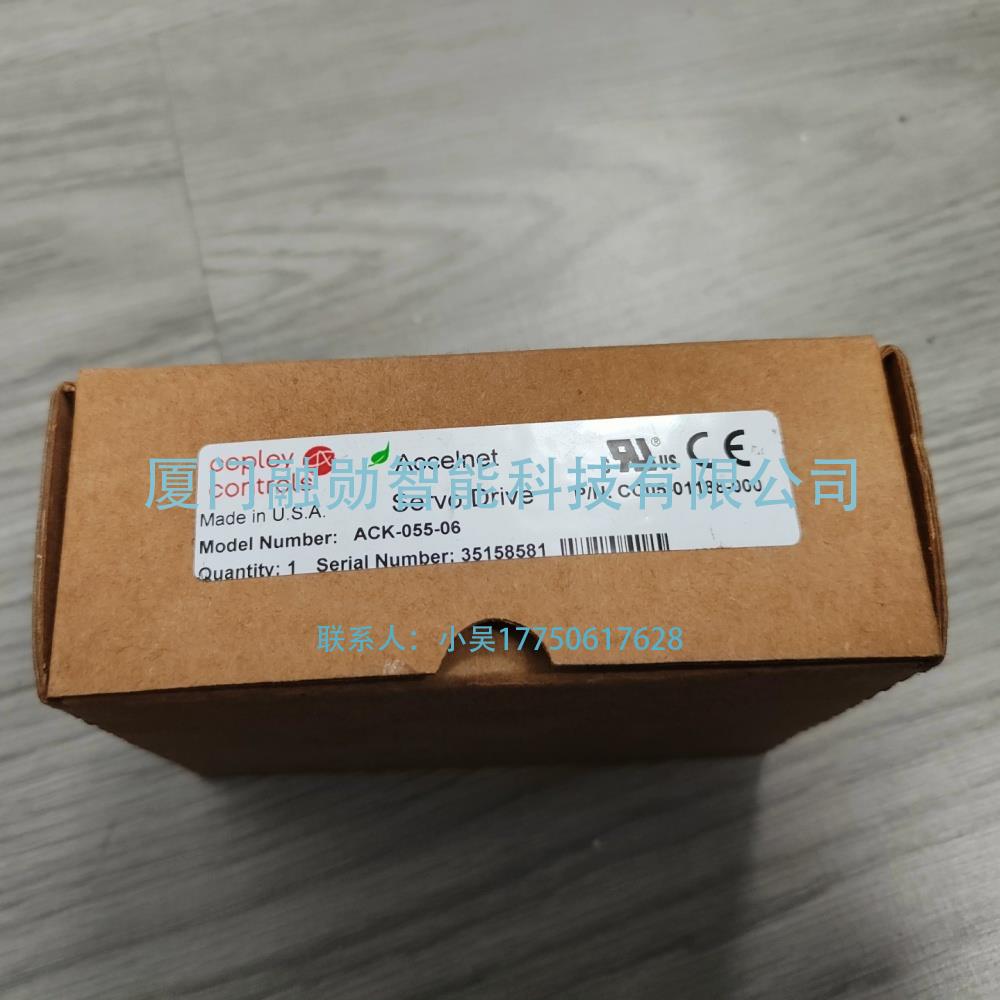 copley
controls
Accelnet
Servo Drive
Made in U.S.A.
Model Number: ACK-055-06
Quantity: 1 Serial Number: 35158581
P/N:
US
CE
厦门融勋智能科技有限公司
联系人：小吴17750617628